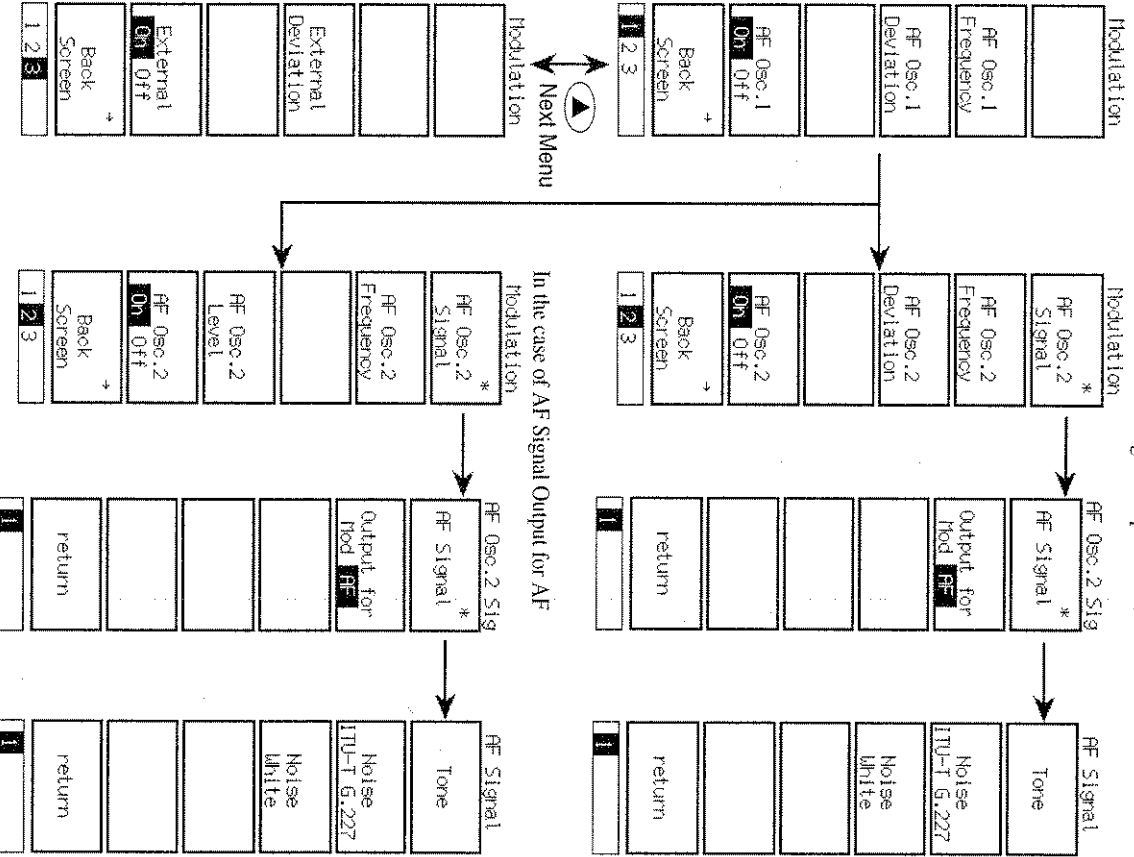 Modulation
AF Osc.1
Frequency
AF Osc.1
Deviation
AF Osc.1
On Off
Back
Screen →
1 2 3
Modulation
AF Osc.2 *
Signal
AF Osc.2
Frequency
AF Osc.2
Deviation
AF Osc.2
On Off
Back
Screen →
1 2 3
AF Osc.2 Sig
*
AF Signal
Output for
Mod AF
return
1
AF Signal
Tone
Noise
ITU-T G.227
Noise
White
return
1
Next Menu
In the case of AF Signal Output for AF
Modulation
External
Deviation
External
On Off
Back
Screen →
1 2 3
Modulation
AF Osc.2 *
Signal
AF Osc.2
Frequency
AF Osc.2
Level
AF Osc.2
On Off
Back
Screen →
1 2 3
AF Osc.2 Sig
*
AF Signal
Output for
Mod AF
return
1
AF Signal
Tone
Noise
ITU-T G.227
Noise
White
return
1